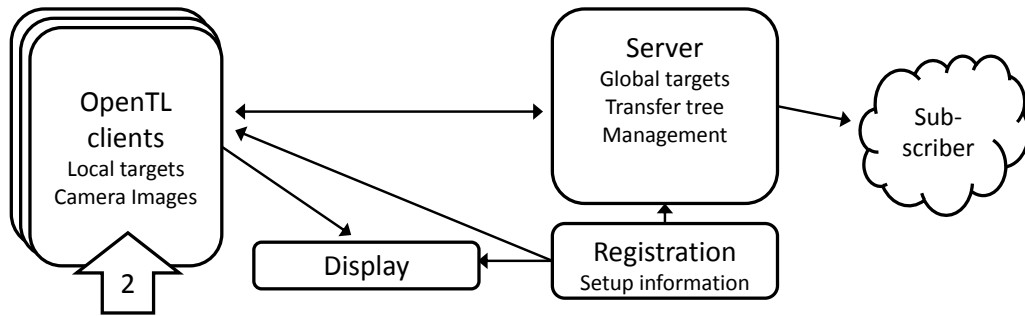 OpenTL
clients
Local targets
Camera Images
2
Server
Global targets
Transfer tree
Management
Sub-
scriber
Display
Registration
Setup information